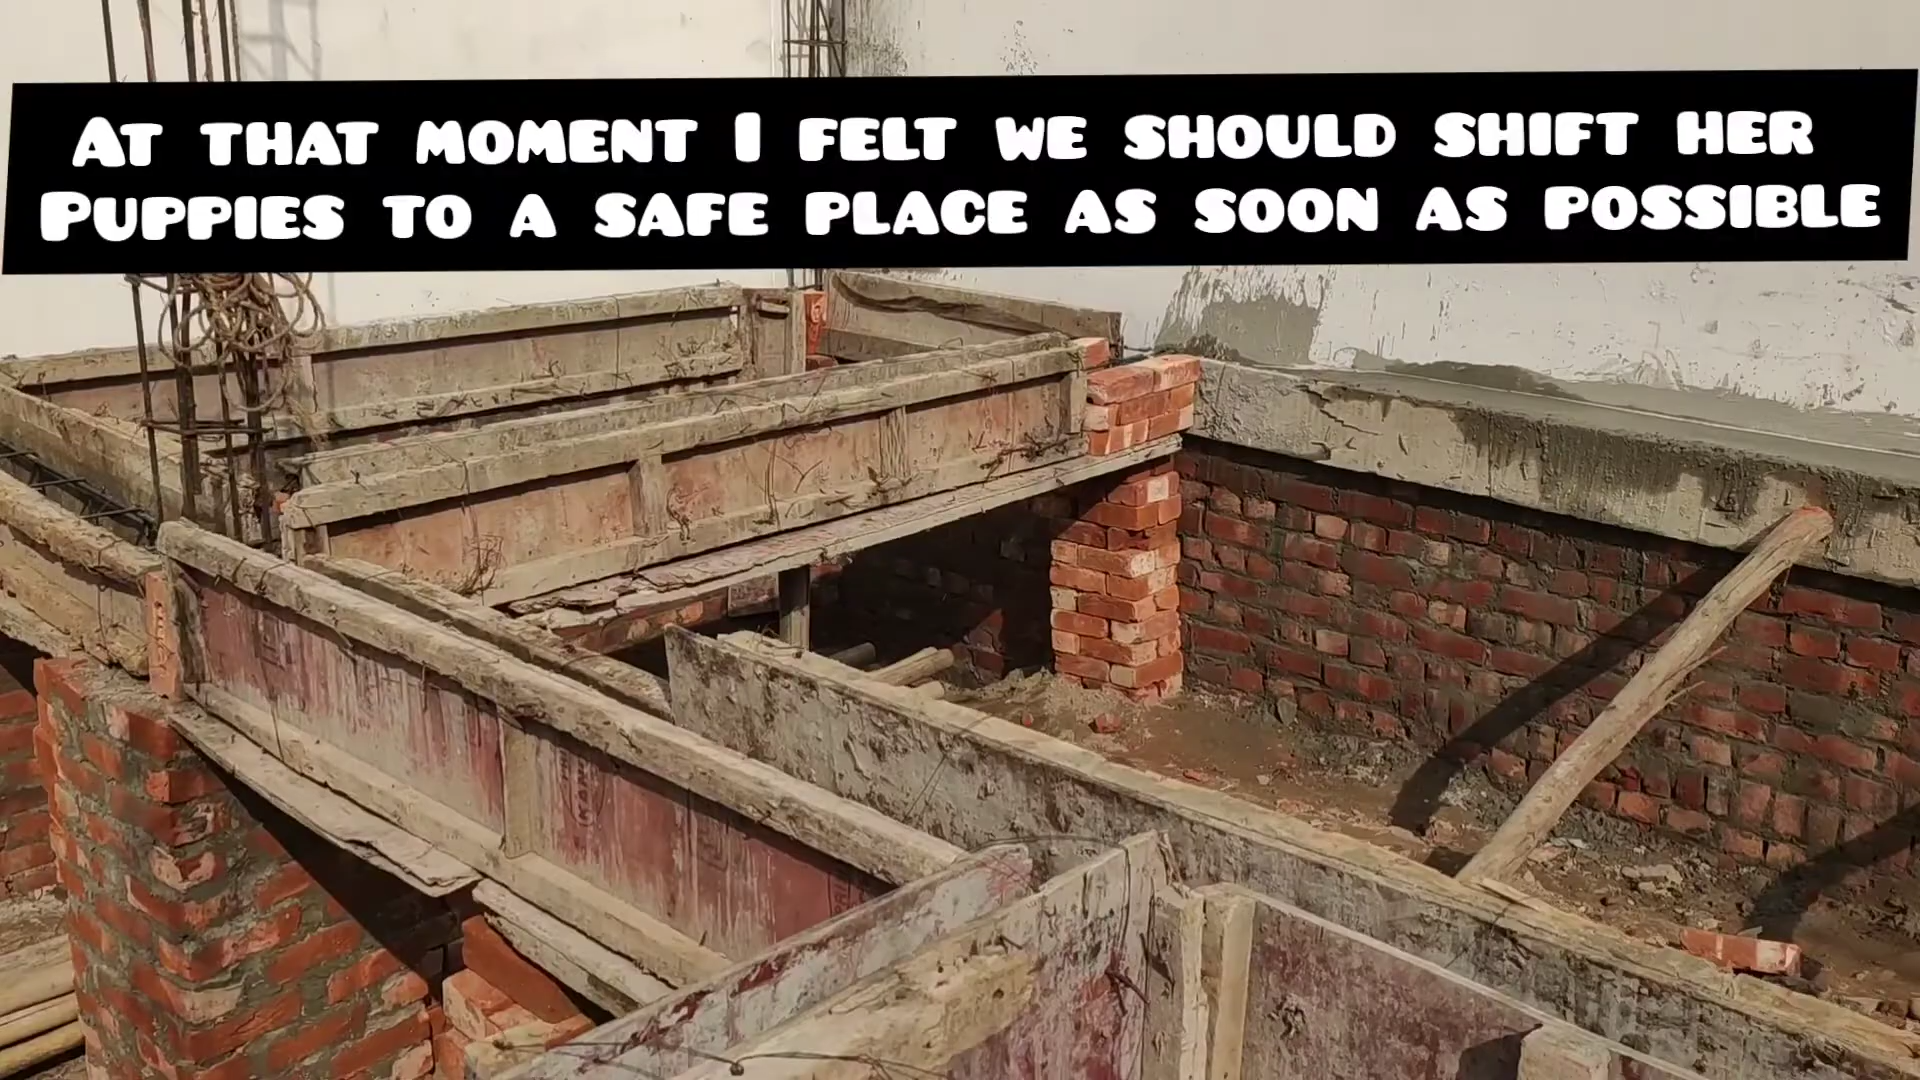 At that moment I felt we should shift her
Puppies to a safe place as soon as possible